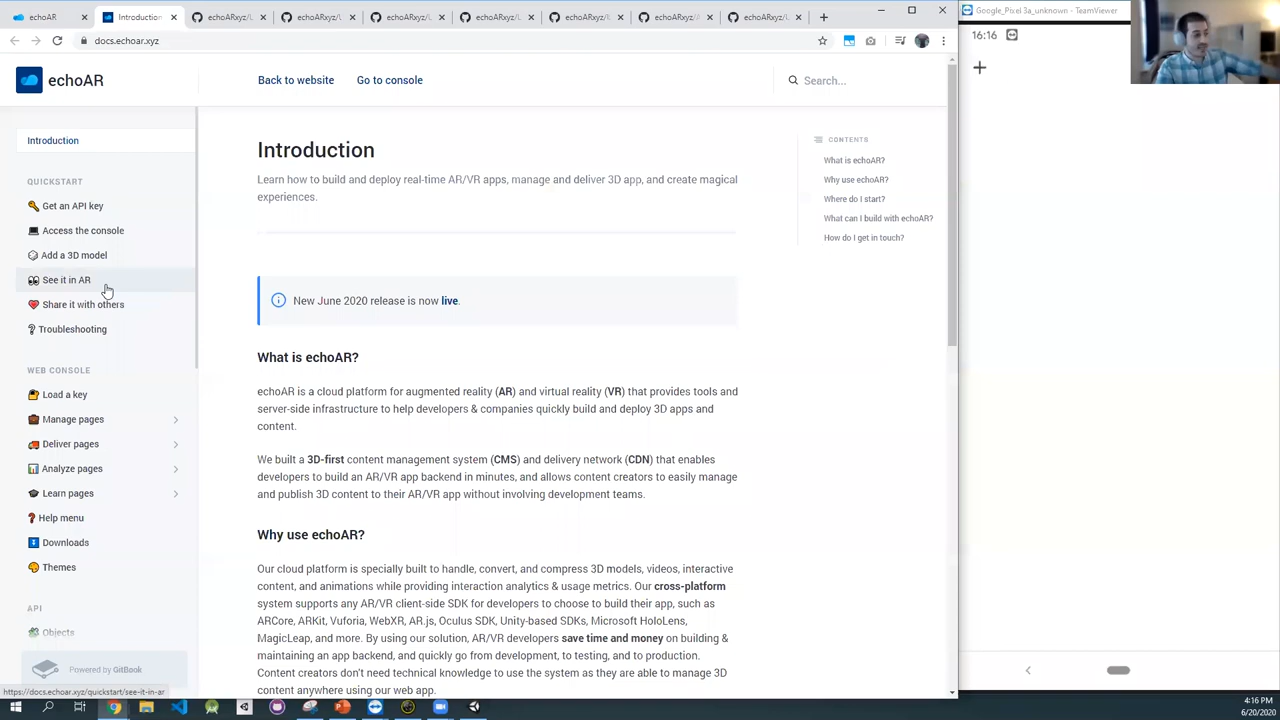 echoAR
Introduction
echoARxyz/
echoARxyz/
echoARxyz/
echoARxyz/
echoARxyz/
echoARxyz/
echoARxyz/
Google_Pixel 3a_unknown - TeamViewer
docs.echoar.xyz
16:16
echoAR
Back to website
Go to console
Search...
Introduction
QUICKSTART
Get an API key
Access the console
Add a 3D model
See it in AR
Share it with others
Troubleshooting
WEB CONSOLE
Load a key
Manage pages
Deliver pages
Analyze pages
Learn pages
Help menu
Downloads
Themes
API
Objects
Powered by GitBook
https://docs.echoar.xyz/quickstart/see-it-in-ar
Introduction
Learn how to build and deploy real-time AR/VR apps, manage and deliver 3D app, and create magical
experiences.
New June 2020 release is now live.
What is echoAR?
echoAR is a cloud platform for augmented reality (AR) and virtual reality (VR) that provides tools and
server-side infrastructure to help developers & companies quickly build and deploy 3D apps and
content.
We built a 3D-first content management system (CMS) and delivery network (CDN) that enables
developers to build an AR/VR app backend in minutes, and allows content creators to easily manage
and publish 3D content to their AR/VR app without involving development teams.
Why use echoAR?
Our cloud platform is specially built to handle, convert, and compress 3D models, videos, interactive
content, and animations while providing interaction analytics & usage metrics. Our cross-platform
system supports any AR/VR client-side SDK for developers to choose to build their app, such as
ARCore, ARKit, Vuforia, WebXR, AR.js, Oculus SDK, Unity-based SDKs, Microsoft HoloLens,
MagicLeap, and more. By using our solution, AR/VR developers save time and money on building &
maintaining an app backend, and quickly go from development, to testing, and to production.
Content creators don't need technical knowledge to use the system as they are able to manage 3D
content anywhere using our web app.
CONTENTS
What is echoAR?
Why use echoAR?
Where do I start?
What can I build with echoAR?
How do I get in touch?
4:16 PM
6/20/2020